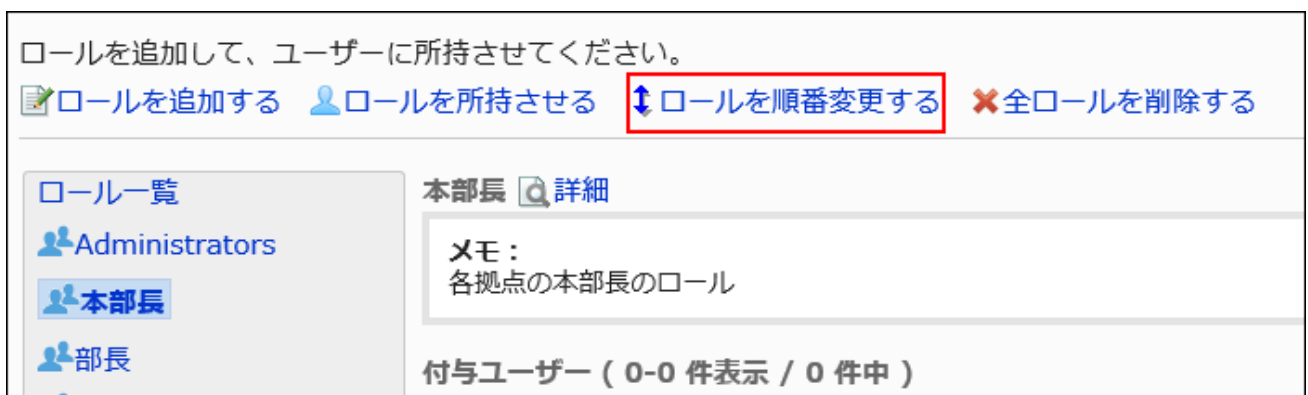 ロールを追加して、ユーザーに所持させてください。
ロールを追加する ロールを所持させる ロールを順番変更する 全ロールを削除する
ロール一覧
Administrators
本部長
部長
本部長 詳細
メモ：
各拠点の本部長のロール
付与ユーザー ( 0-0 件表示 / 0 件中 )